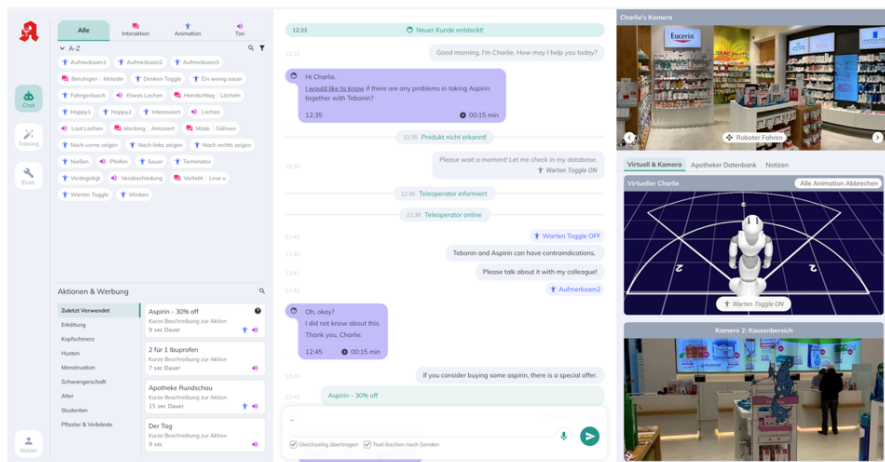 Alle
Interaktion
Animation
Ton
A-Z
Aufmerksam1
Aufmerksam2
Aufmerksam3
Beruhigen | Melodie
Denken Toggle
Ein wenig sauer
Fahrgeräusch
Etwas Lachen
Handschlag | Lächeln
Happy1
Happy2
Interessiert
Lachen
Laut Lachen
Mocking | Amüsiert
Müde | Gähnen
Nach vorne zeigen
Nach links zeigen
Nach rechts zeigen
Nießen
Pfeifen
Sauer
Terminator
Verängstigt
Verabschiedung
Verliebt | Love u
Warten Toggle
Winken
Chat
Training
Einst.
Nutzer
Aktionen & Werbung
Zuletzt Verwendet
Erkältung
Kopfschmerz
Husten
Menstruation
Schwangerschaft
Alter
Studenten
Pflaster & Verbände
Aspirin - 30% off
Kurze Beschreibung zur Aktion
9 sec Dauer
2 für 1 Ibuprofen
Kurze Beschreibung zur Aktion
7 sec Dauer
Apotheke Rundschau
Kurze Beschreibung zur Aktion
15 sec Dauer
Der Tag
Kurze Beschreibung zur Aktion
9 sec
12:33 Neuer Kunde entdeckt!
Good morning, I'm Charlie. How may I help you today?
Hi Charlie,
I would like to know if there are any problems in taking Aspirin
together with Tebonin?
12:35 00:15 min
12:35 Produkt nicht erkannt!
Please wait a moment! Let me check in my database.
Warten Toggle ON
12:36 Teleoperator informiert
12:36 Teleoperator online
12:40 Warten Toggle OFF
12:40 Tebonin and Aspirin can have contraindications.
12:41 Please talk about it with my colleague!
Aufmerksam2
Oh, okay?
I did not know about this.
Thank you, Charlie.
12:45 00:15 min
If you consider buying some aspirin, there is a special offer.
Aspirin - 30% off
...
Gleichzeitig übertragen
Text löschen nach Senden
Charlie's Kamera
Eucerin
Roboter Fahren
Virtuell & Kamera
Apotheker Datenbank
Notizen
Virtueller Charlie
Alle Animation Abbrechen
2
2
Warten Toggle ON
Kamera 2: Kassenbereich